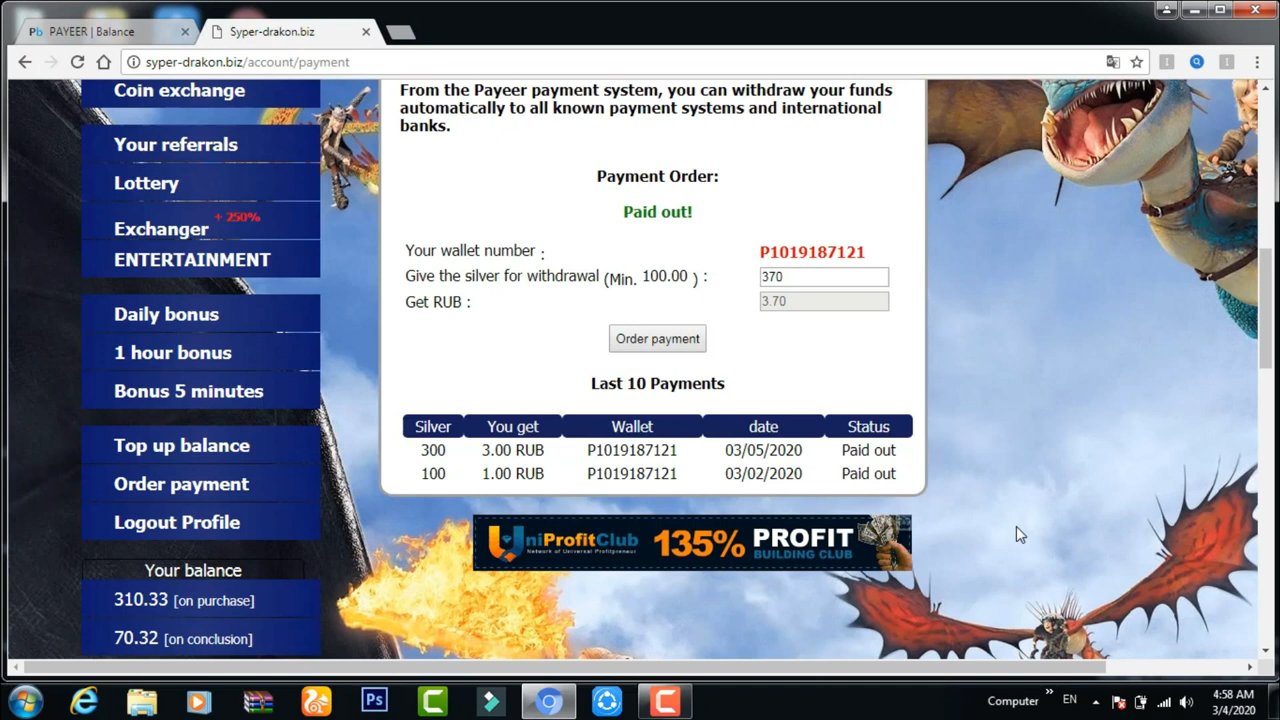 PAYEER | Balance
Syper-drakon.biz
syper-drakon.biz/account/payment
Coin exchange
Your referrals
Lottery
Exchanger + 250%
ENTERTAINMENT
Daily bonus
1 hour bonus
Bonus 5 minutes
Top up balance
Order payment
Logout Profile
Your balance
310.33 [on purchase]
70.32 [on conclusion]
From the Payeer payment system, you can withdraw your funds
automatically to all known payment systems and international
banks.
Payment Order:
Paid out!
Your wallet number : P1019187121
Give the silver for withdrawal (Min. 100.00 ) : 370
Get RUB : 3.70
Order payment
Last 10 Payments
Silver You get Wallet date Status
300 3.00 RUB P1019187121 03/05/2020 Paid out
100 1.00 RUB P1019187121 03/02/2020 Paid out
UniProfitClub
Network of Universal Profitpreneur
135% PROFIT
BUILDING CLUB
Ps
Computer
EN
4:58 AM
3/4/2020